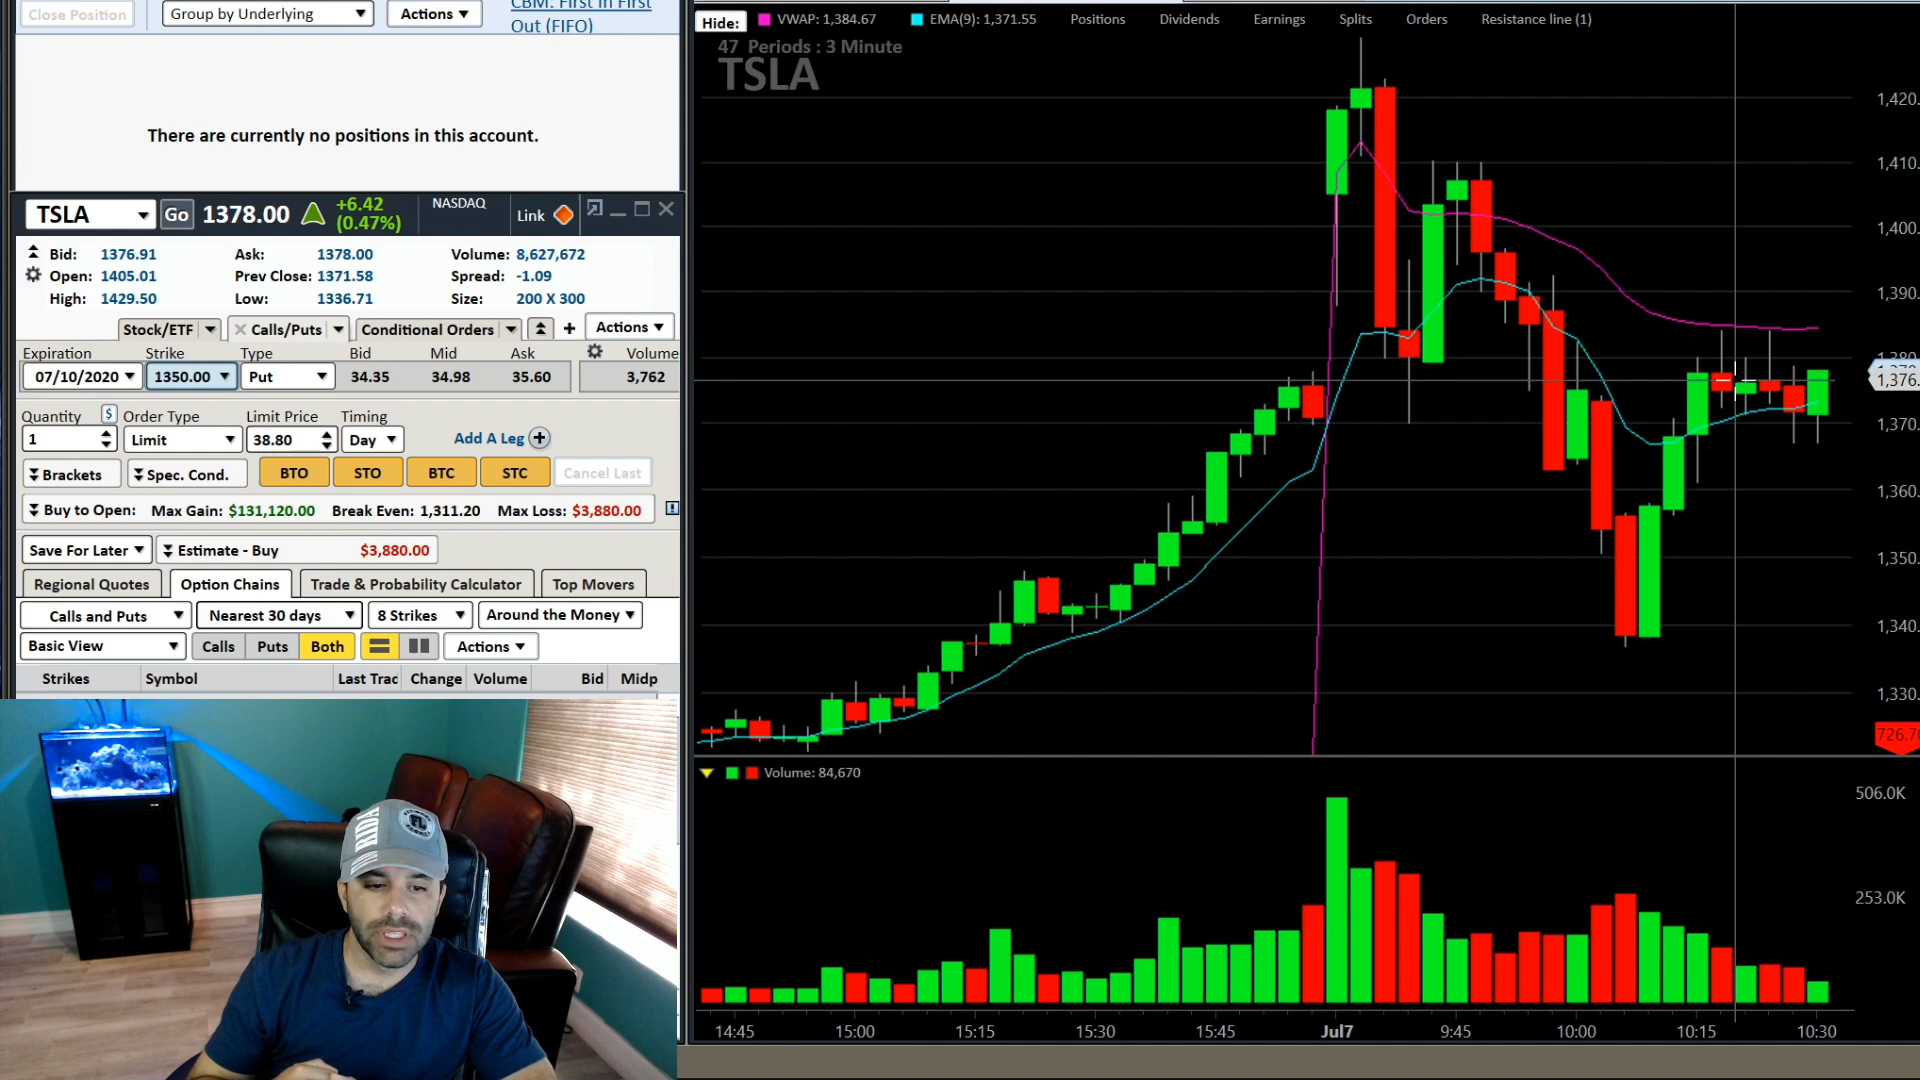 Close Position
Group by Underlying
Actions
CBM: First in First
Out (FIFO)
There are currently no positions in this account.
TSLA
Go
1378.00
+6.42
(0.47%)
NASDAQ
Link
Bid: 1376.91
Ask: 1378.00
Volume: 8,627,672
Open: 1405.01
Prev Close: 1371.58
Spread: -1.09
High: 1429.50
Low: 1336.71
Size: 200 X 300
Stock/ETF
Calls/Puts
Conditional Orders
+
Actions
Expiration Strike Type Bid Mid Ask Volume
07/10/2020 1350.00 Put 34.35 34.98 35.60 3,762
Quantity $ Order Type Limit Price Timing
1 Limit 38.80 Day Add A Leg
Brackets Spec. Cond. BTO STO BTC STC Cancel Last
Buy to Open: Max Gain: $131,120.00 Break Even: 1,311.20 Max Loss: $3,880.00
Save For Later Estimate - Buy $3,880.00
Regional Quotes Option Chains Trade & Probability Calculator Top Movers
Calls and Puts Nearest 30 days 8 Strikes Around the Money
Basic View Calls Puts Both Actions
Strikes Symbol Last Trac Change Volume Bid Midp
Hide: VWAP: 1,384.67 EMA(9): 1,371.55 Positions Dividends Earnings Splits Orders Resistance line (1)
47 Periods : 3 Minute
TSLA
1,420.
1,410.
1,400.
1,390.
1,376.
1,370.
1,360.
1,350.
1,340.
1,330.
726.70
Volume: 84,670
506.0K
253.0K
14:45 15:00 15:15 15:30 15:45 Jul7 9:45 10:00 10:15 10:30